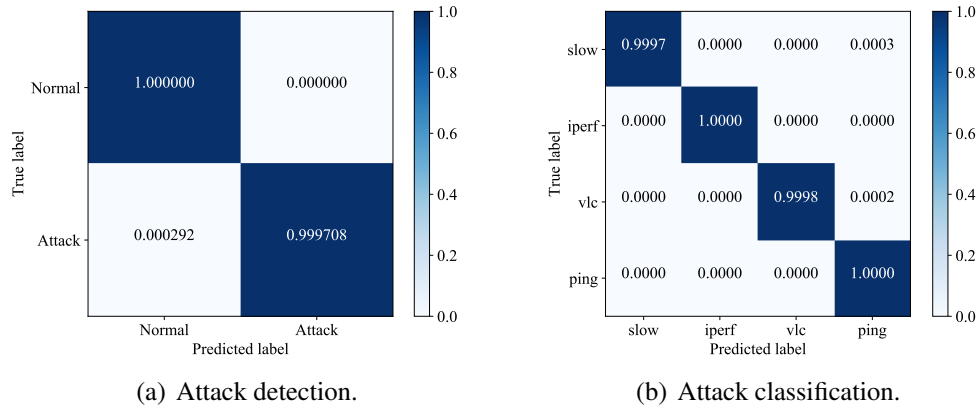 1.0
0.8
0.6
0.4
0.2
0.0
True label
Normal
1.000000 0.000000
Attack
0.000292 0.999708
Normal Attack
Predicted label
(a) Attack detection.
1.0
0.8
0.6
0.4
0.2
0.0
True label
slow 0.9997 0.0000 0.0000 0.0003
iperf 0.0000 1.0000 0.0000 0.0000
vlc 0.0000 0.0000 0.9998 0.0002
ping 0.0000 0.0000 0.0000 1.0000
slow iperf vlc ping
Predicted label
(b) Attack classification.